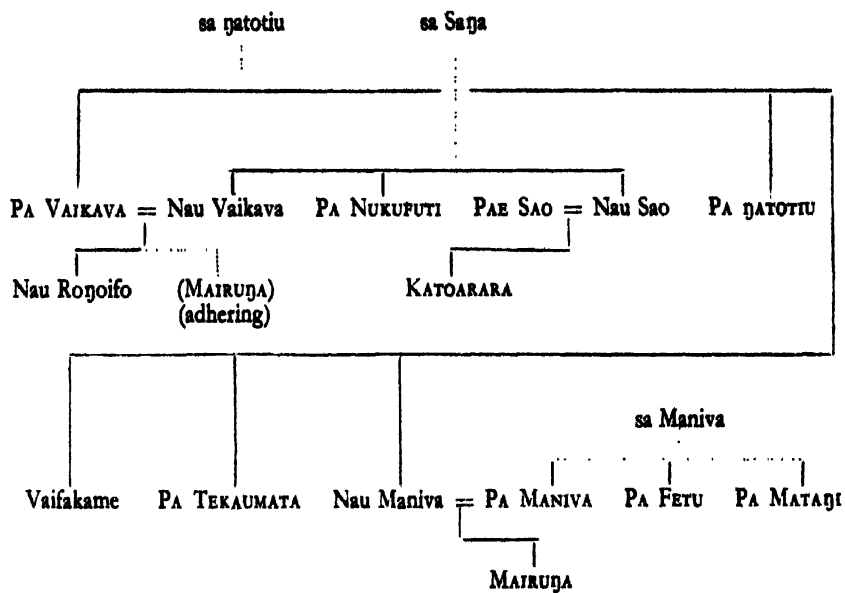 sa ŋatotiu sa Saŋa
Pa Vaikava = Nau Vaikava Pa Nukufuti Pae Sao = Nau Sao Pa ŋatotiu
Nau Roŋoifo (Mairuŋa) Katoarara
(adhering)
sa Maniva
Vaifakame Pa Tekaumata Nau Maniva = Pa Maniva Pa Fetu Pa Mataŋi
Mairuŋa